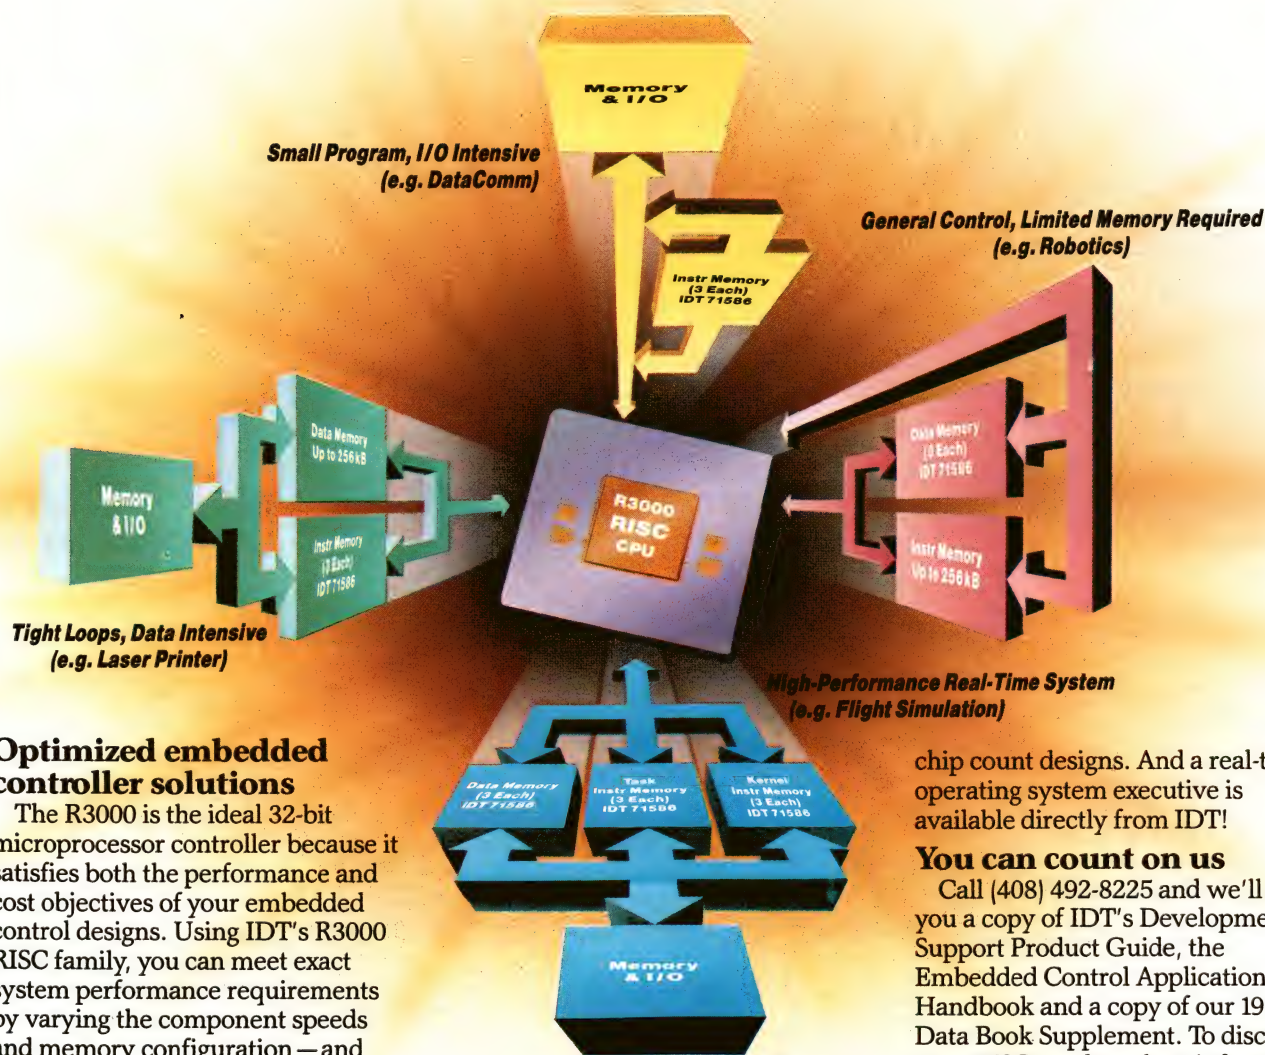 Memory
& I/O
Small Program, I/O Intensive
(e.g. DataComm)
General Control, Limited Memory Required
(e.g. Robotics)
Instr Memory
(3 Each)
IDT 71586
Data Memory
Up to 256kB
Memory
& I/O
Instr Memory
(3 Each)
IDT 71586
R3000
RISC
CPU
Data Memory
(3 Each)
IDT 71586
Instr Memory
Up to 256kB
Tight Loops, Data Intensive
(e.g. Laser Printer)
High-Performance Real-Time System
(e.g. Flight Simulation)
Data Memory
(3 Each)
IDT 71586
Task
Instr Memory
(3 Each)
IDT 71586
Kernel
Instr Memory
(3 Each)
IDT 71586
Memory
& I/O
Optimized embedded
controller solutions
The R3000 is the ideal 32-bit
microprocessor controller because it
satisfies both the performance and
cost objectives of your embedded
control designs. Using IDT's R3000
RISC family, you can meet exact
system performance requirements
by varying the component speeds
and memory configuration—and
chip count designs. And a real-t
operating system executive is
available directly from IDT!
You can count on us
Call (408) 492-8225 and we'll
you a copy of IDT's Developme
Support Product Guide, the
Embedded Control Application
Handbook and a copy of our 19
Data Book Supplement. To disc